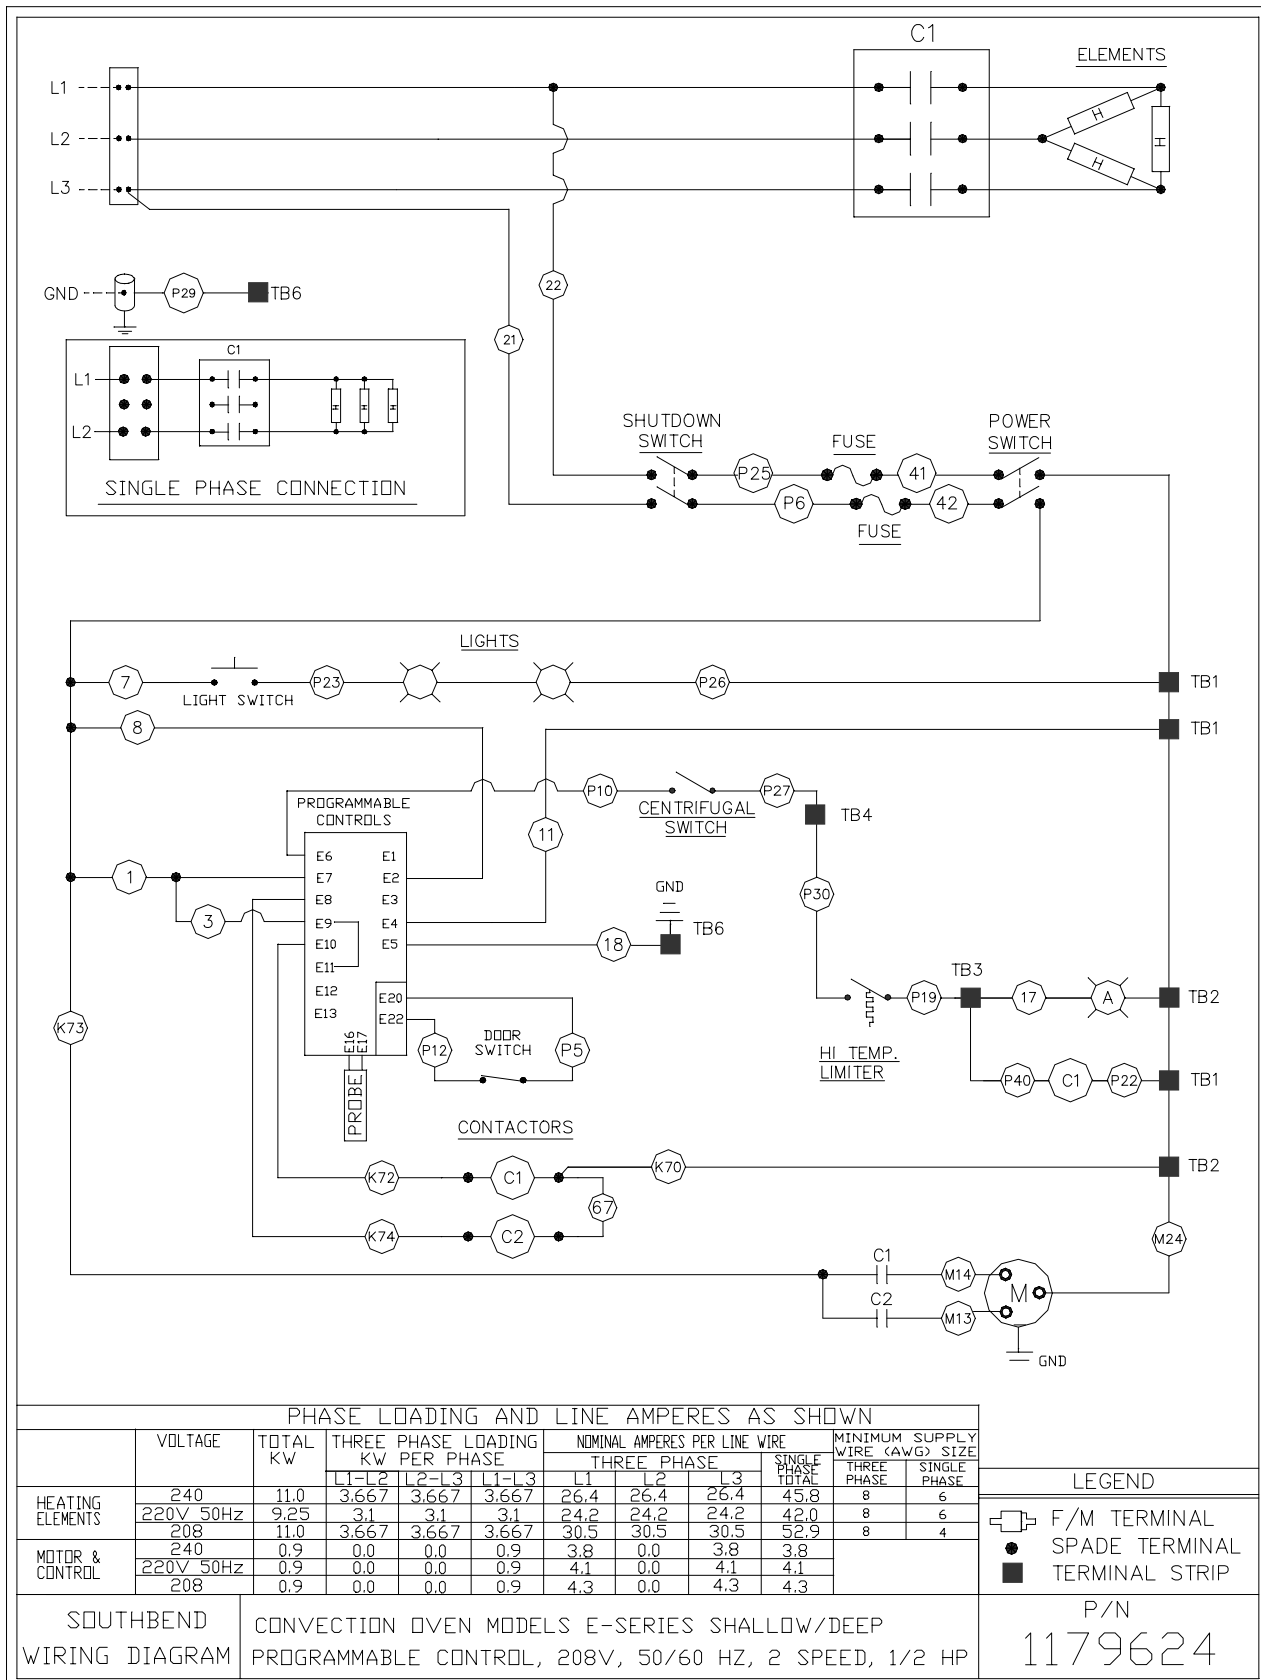 C1
ELEMENTS
L1
H
H
L2
H
L3
GND P29 TB6
22
21
C1
L1
H H H
L2
SINGLE PHASE CONNECTION
SHUTDOWN SWITCH
FUSE
POWER SWITCH
P25 41
P6 42
FUSE
LIGHTS
7 P23 P26 TB1
LIGHT SWITCH
8 TB1
P10 P27
CENTRIFUGAL SWITCH
TB4
PROGRAMMABLE CONTROLS
11
E6 E1
1 E7 E2
E8 E3
3 E9 E4
E10 E5
E11
E12
E13
E20
E22
E16
E17
PROBE
P30
GND
18 TB6
TB3
P19 17 A TB2
HI TEMP. LIMITER
P40 C1 P22 TB1
K73
P12
DOOR SWITCH
P5
CONTACTORS
K72 C1 K70 TB2
67
K74 C2
M24
C1 M14
M
C2 M13
GND
PHASE LOADING AND LINE AMPERES AS SHOWN
VOLTAGE
TOTAL KW
THREE PHASE LOADING KW PER PHASE
NOMINAL AMPERES PER LINE WIRE
MINIMUM SUPPLY WIRE (AWG) SIZE
THREE PHASE
SINGLE PHASE TOTAL
THREE PHASE
SINGLE PHASE
L1-L2 L2-L3 L1-L3 L1 L2 L3
HEATING ELEMENTS
240 11.0 3.667 3.667 3.667 26.4 26.4 26.4 45.8 8 6
220V 50Hz 9.25 3.1 3.1 3.1 24.2 24.2 24.2 42.0 8 6
208 11.0 3.667 3.667 3.667 30.5 30.5 30.5 52.9 8 4
MOTOR & CONTROL
240 0.9 0.0 0.0 0.9 3.8 0.0 3.8 3.8
220V 50Hz 0.9 0.0 0.0 0.9 4.1 0.0 4.1 4.1
208 0.9 0.0 0.0 0.9 4.3 0.0 4.3 4.3
LEGEND
F/M TERMINAL
SPADE TERMINAL
TERMINAL STRIP
SOUTHBEND
WIRING DIAGRAM
CONVECTION OVEN MODELS E-SERIES SHALLOW/DEEP
PROGRAMMABLE CONTROL, 208V, 50/60 HZ, 2 SPEED, 1/2 HP
P/N
1179624